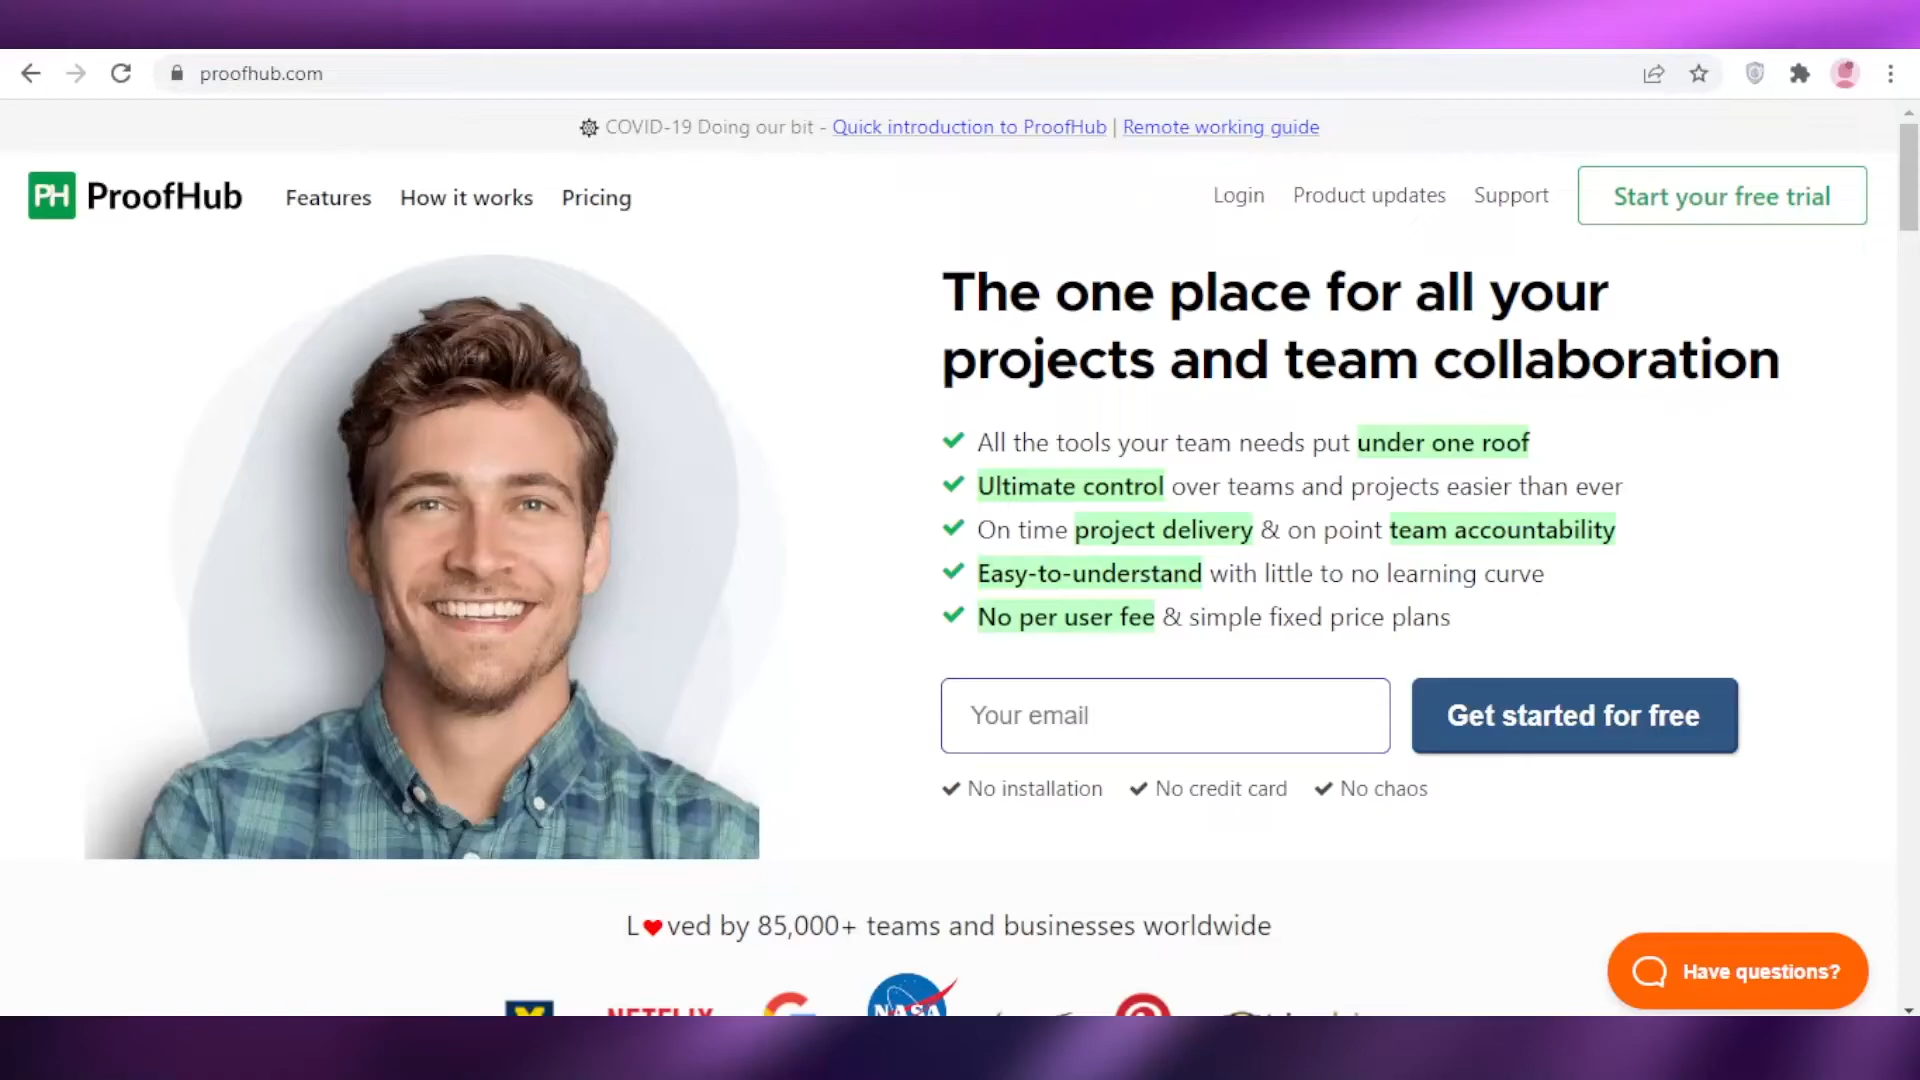 proofhub.com
COVID-19 Doing our bit - Quick introduction to ProofHub | Remote working guide
PH ProofHub Features How it works Pricing Login Product updates Support Start your free trial
The one place for all your
projects and team collaboration
All the tools your team needs put under one roof
Ultimate control over teams and projects easier than ever
On time project delivery & on point team accountability
Easy-to-understand with little to no learning curve
No per user fee & simple fixed price plans
Your email Get started for free
No installation No credit card No chaos
L❤ved by 85,000+ teams and businesses worldwide
Have questions?
NETFLIX G NASA